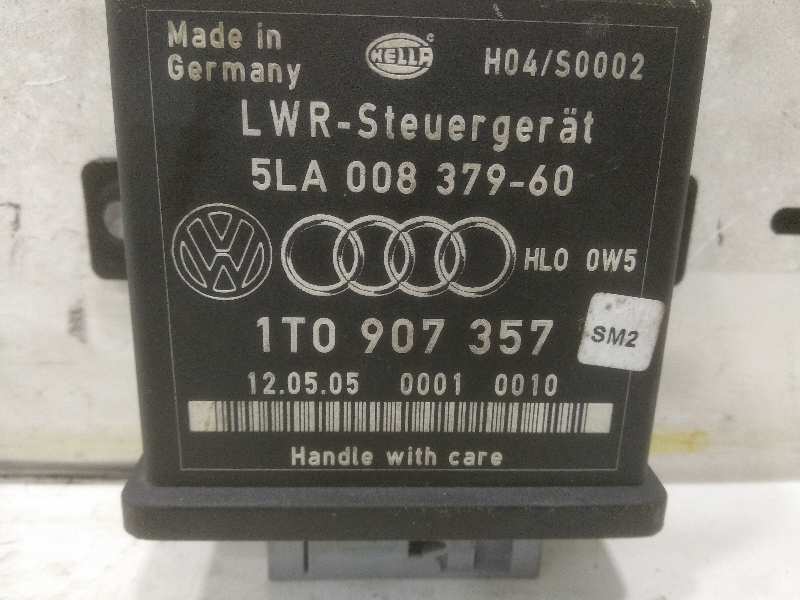 Made in
Germany
HELLA
H04/S0002
LWR-Steuergerät
5LA 008 379-60
VW
HLO 0W5
1T0 907 357
SM2
12.05.05 0001 0010
Handle with care